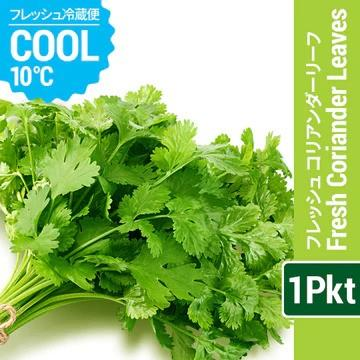 フレッシュ冷蔵便
COOL
10℃
フレッシュ コリアンダーリーフ
Fresh Coriander Leaves
1Pkt